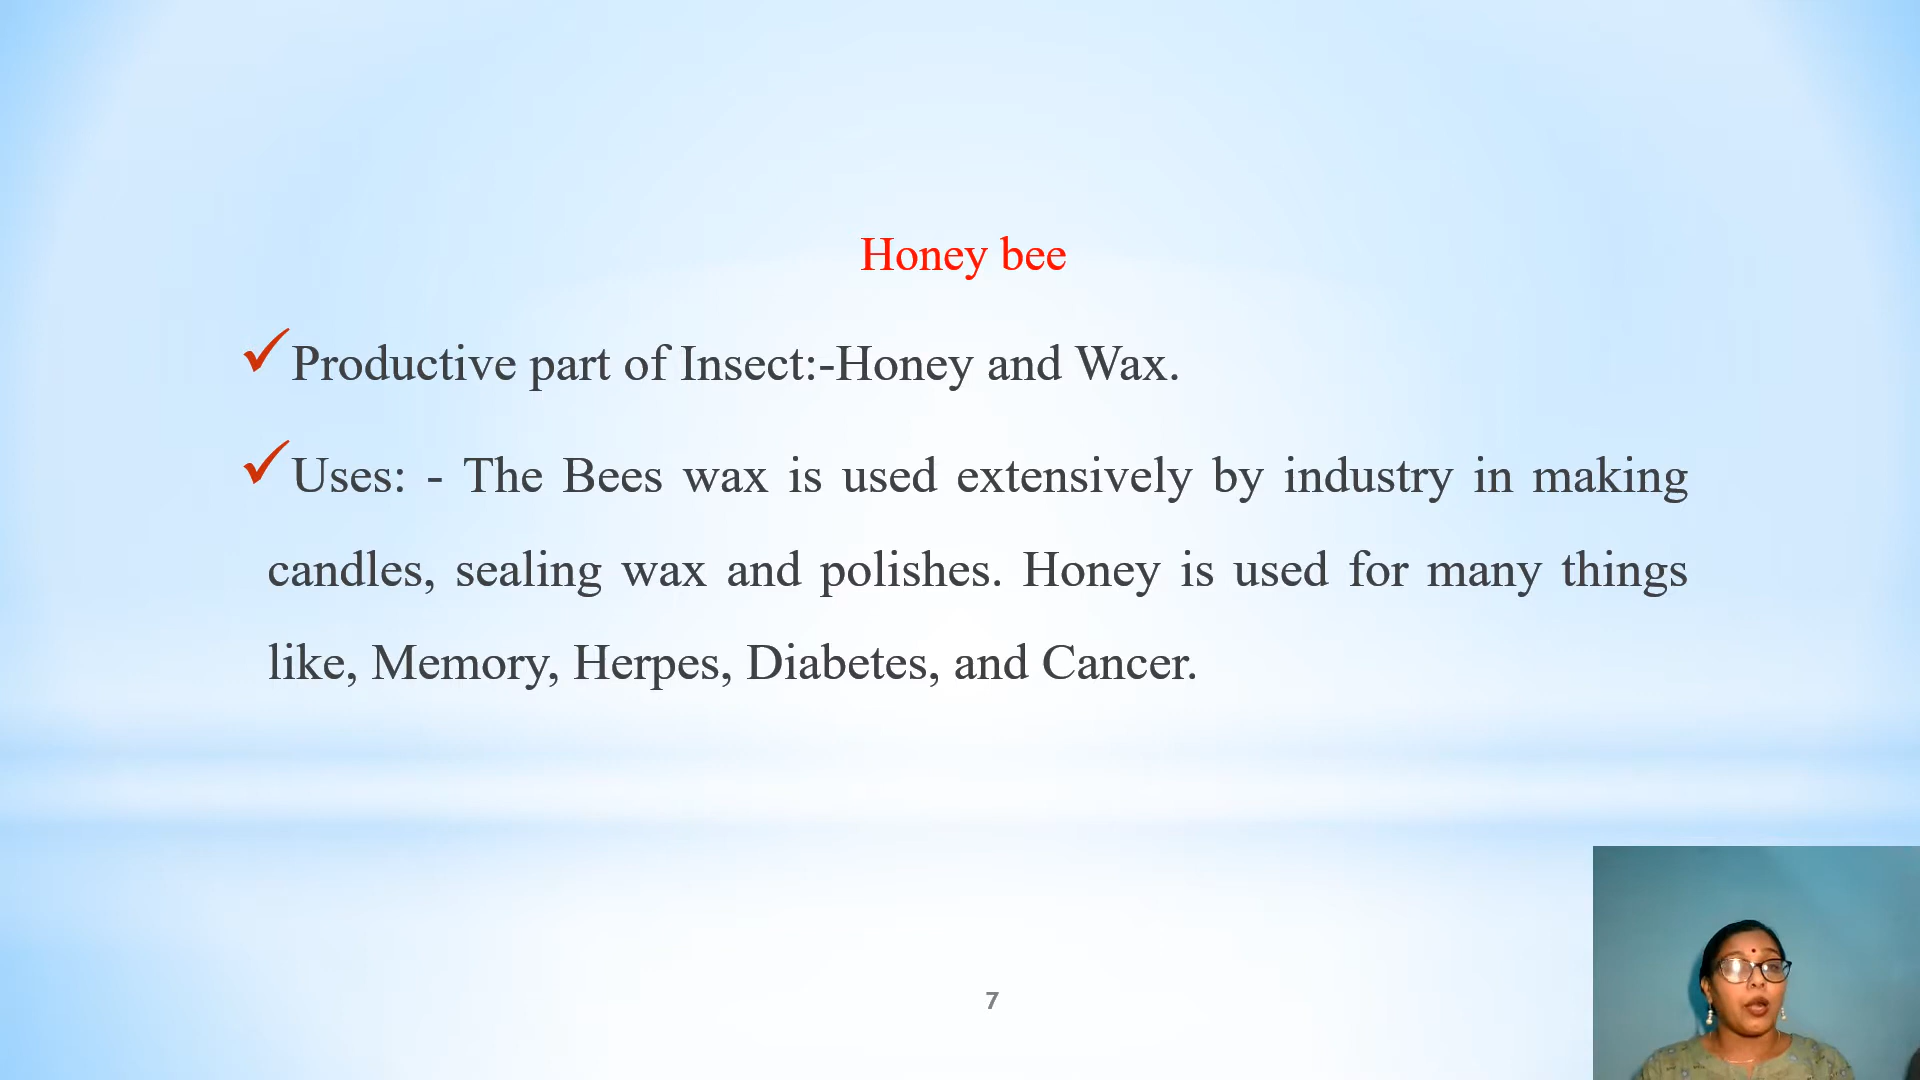 Honey bee
✓Productive part of Insect:-Honey and Wax.
✓Uses: - The Bees wax is used extensively by industry in making
candles, sealing wax and polishes. Honey is used for many things
like, Memory, Herpes, Diabetes, and Cancer.
7